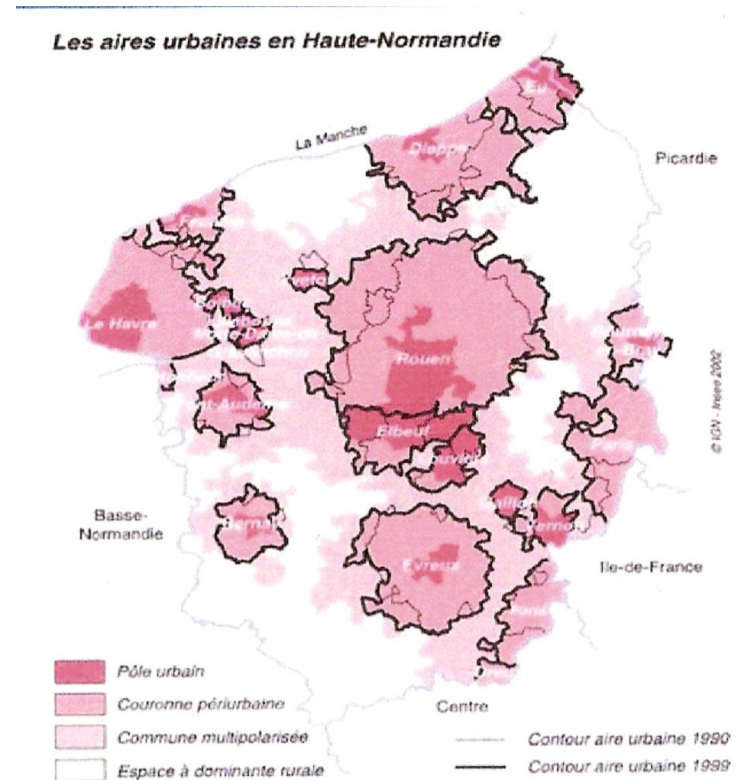 Les aires urbaines en Haute-Normandie
Eu
La Manche
Dieppe
Picardie
Le Havre
Rouen
© IGN - Insee 2002
Elbeuf
Basse-
Normandie
Vernon
Evreux
Ile-de-France
Paris
Pôle urbain
Couronne périurbaine
Commune multipolarisée
Espace à dominante rurale
Centre
Contour aire urbaine 1990
Contour aire urbaine 1999